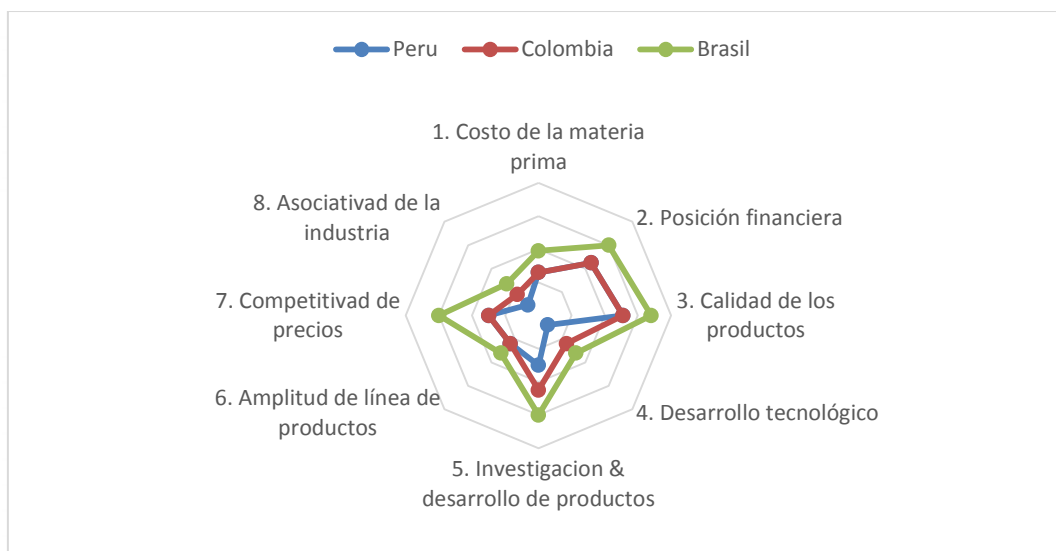 Peru Colombia Brasil
1. Costo de la materia
prima
2. Posición financiera
3. Calidad de los
productos
4. Desarrollo tecnológico
5. Investigacion &
desarrollo de productos
6. Amplitud de línea de
productos
7. Competitivad de
precios
8. Asociativad de la
industria